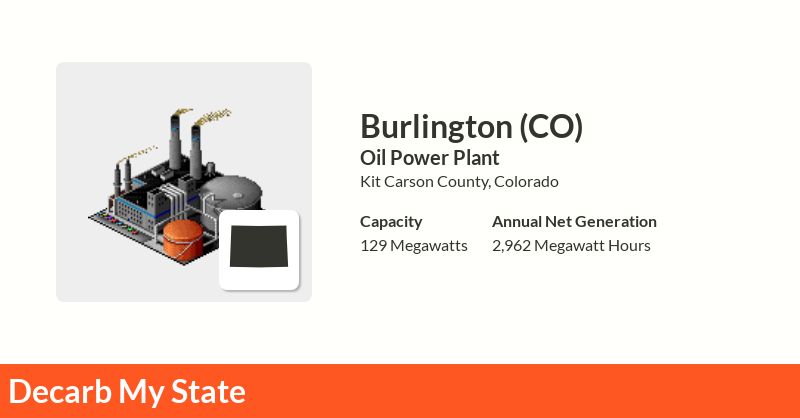 Burlington (CO)
Oil Power Plant
Kit Carson County, Colorado
Capacity
129 Megawatts
Annual Net Generation
2,962 Megawatt Hours
Decarb My State